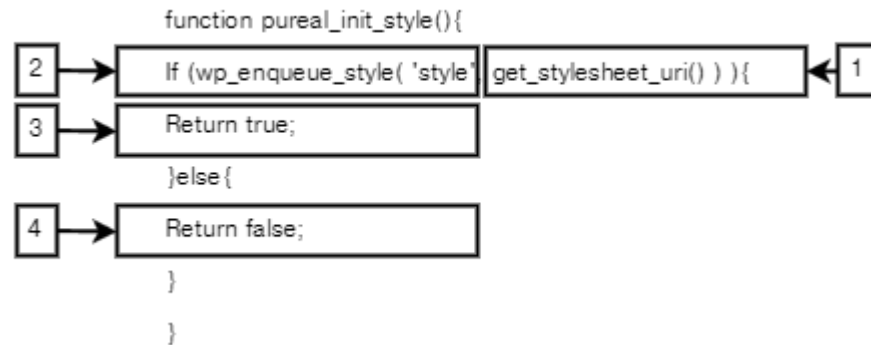 function pureal_init_style(){
2 If (wp_enqueue_style( 'style', get_stylesheet_uri() ) ){ 1
3 Return true;
}else{
4 Return false;
}
}